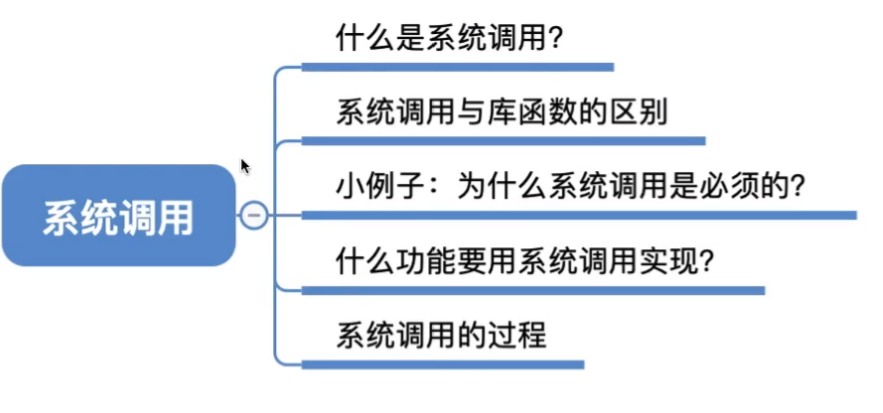 什么是系统调用？
系统调用与库函数的区别
小例子：为什么系统调用是必须的？
系统调用
什么功能要用系统调用实现？
系统调用的过程